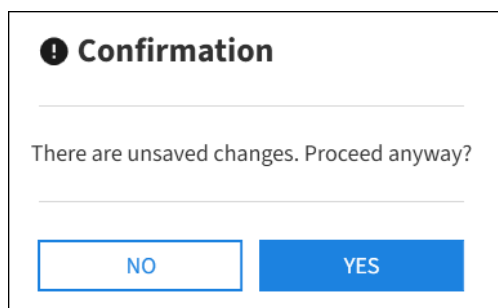 Confirmation
There are unsaved changes. Proceed anyway?
NO YES